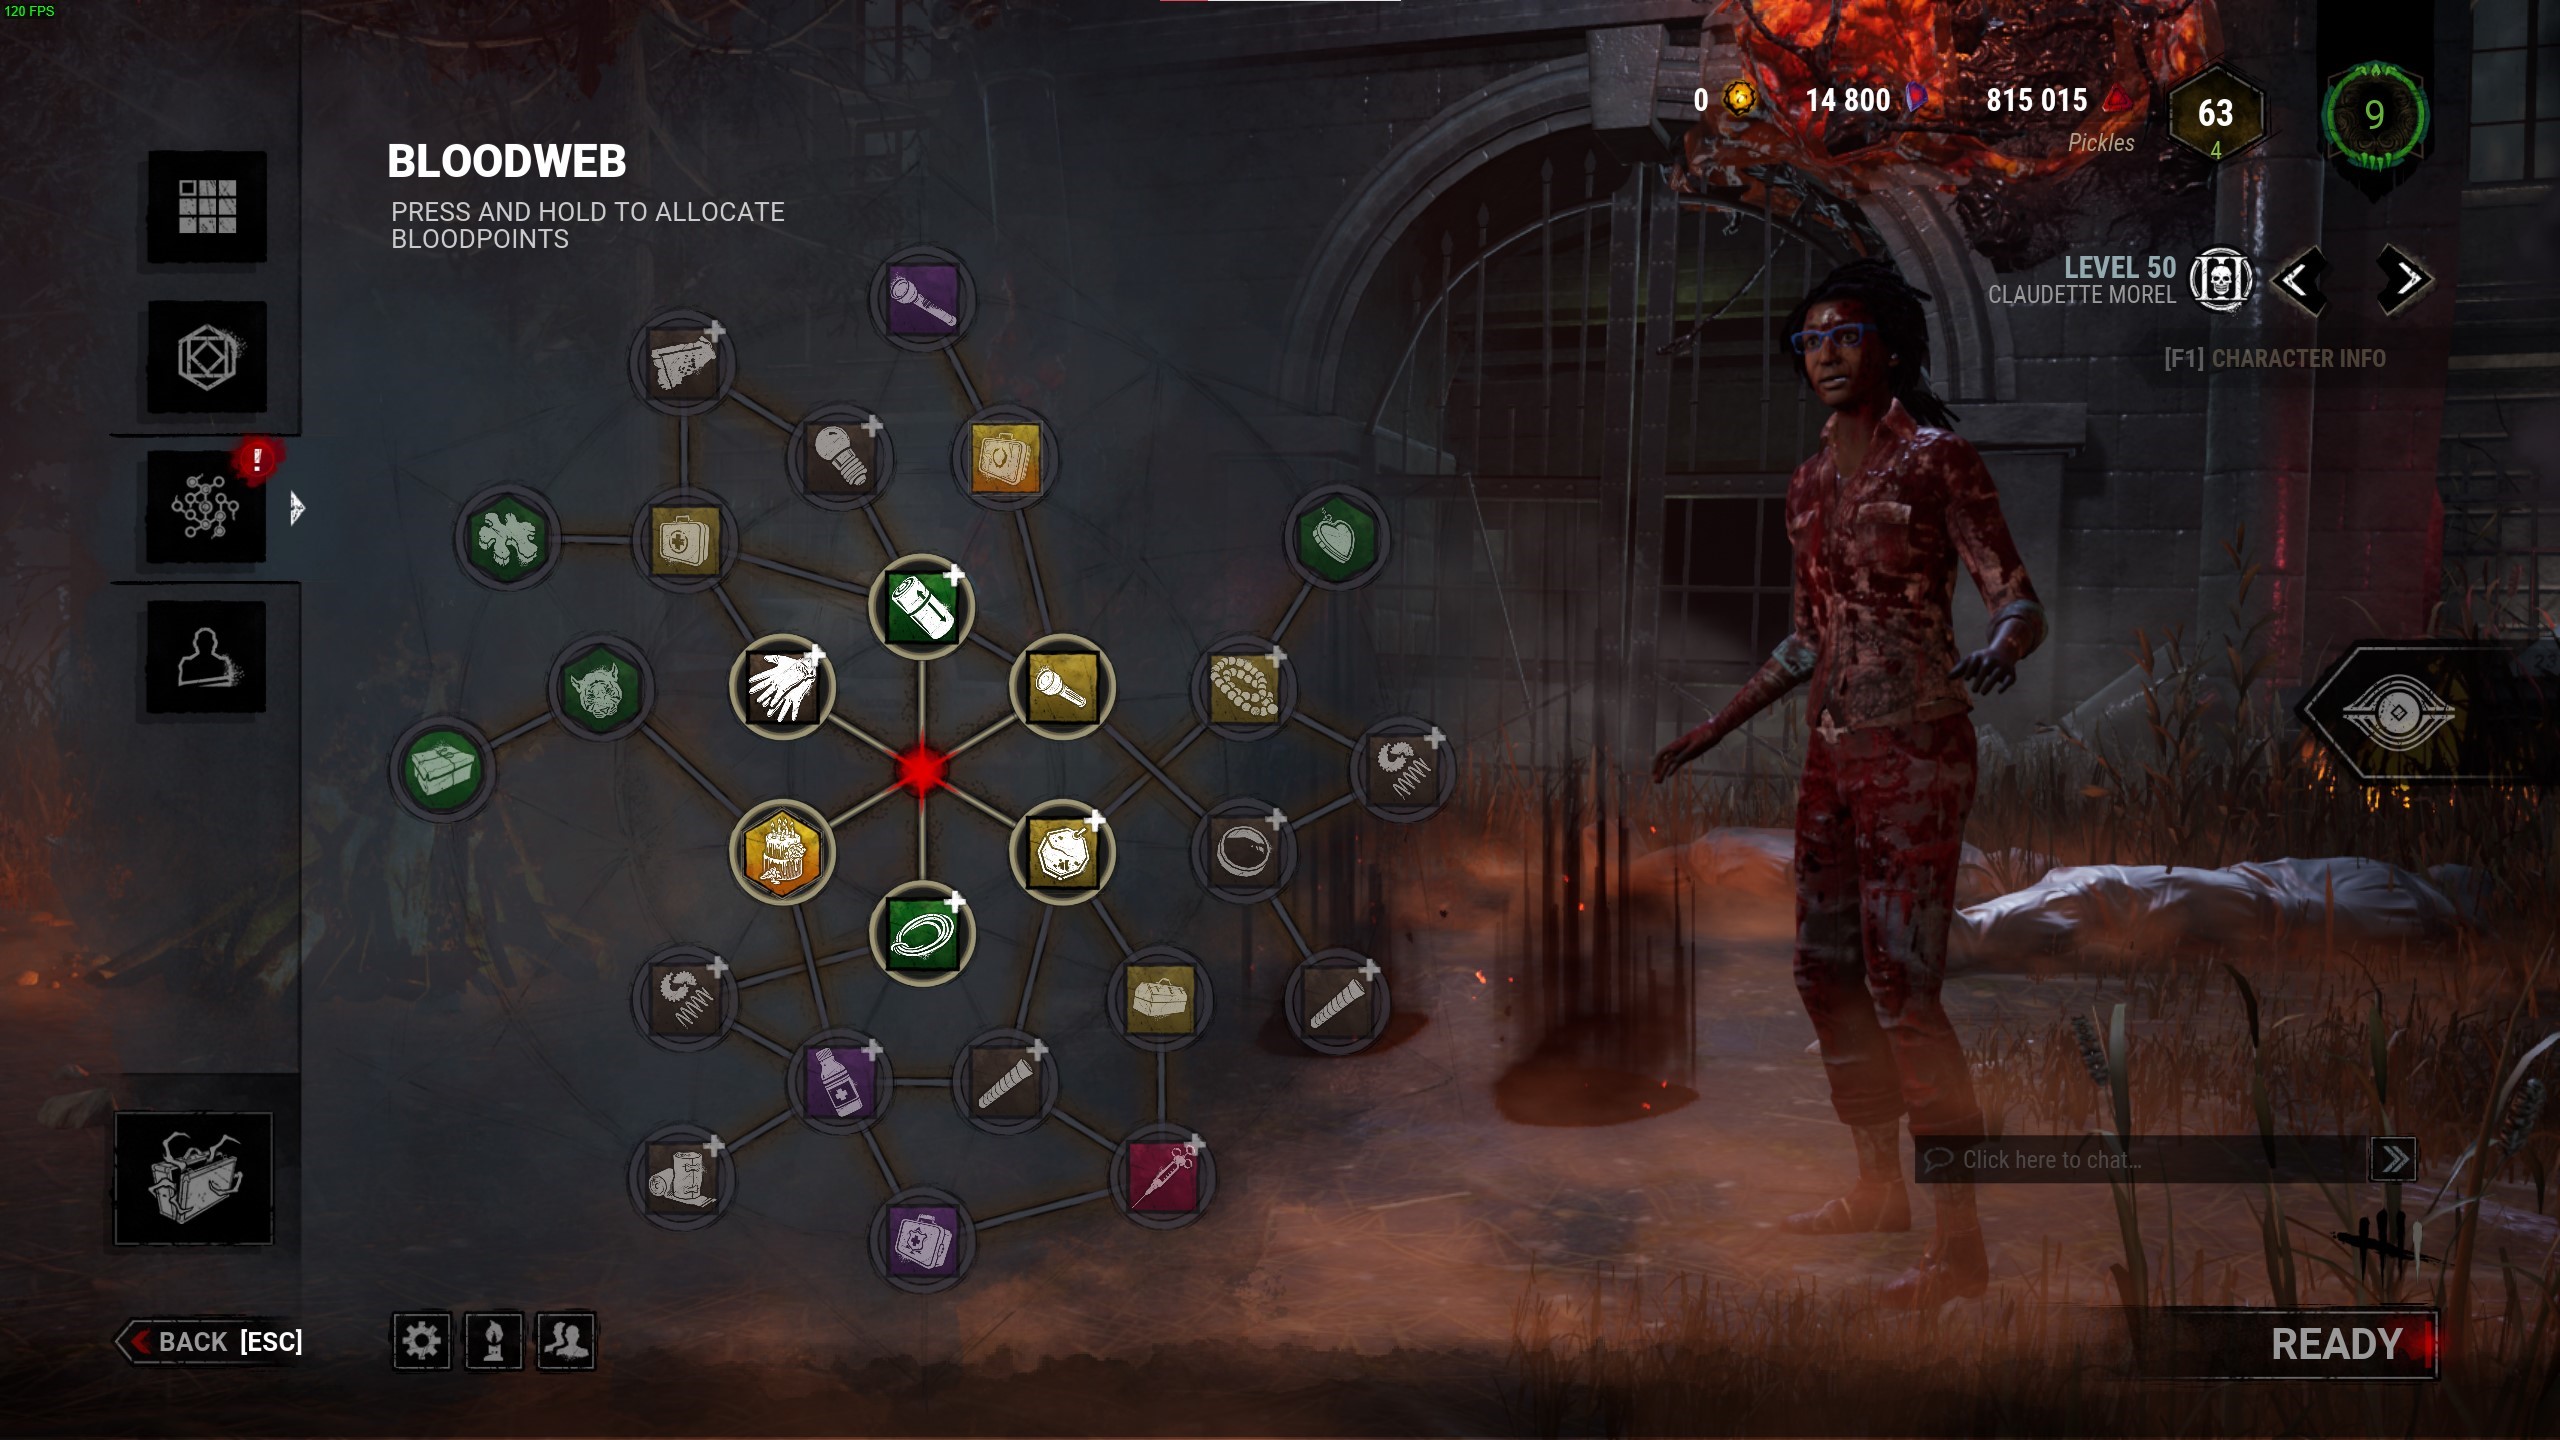 120 FPS
0
14 800
815 015
63
4
9
Pickles
BLOODWEB
PRESS AND HOLD TO ALLOCATE
BLOODPOINTS
LEVEL 50
CLAUDETTE MOREL
[F1] CHARACTER INFO
!
Click here to chat...
BACK [ESC]
READY